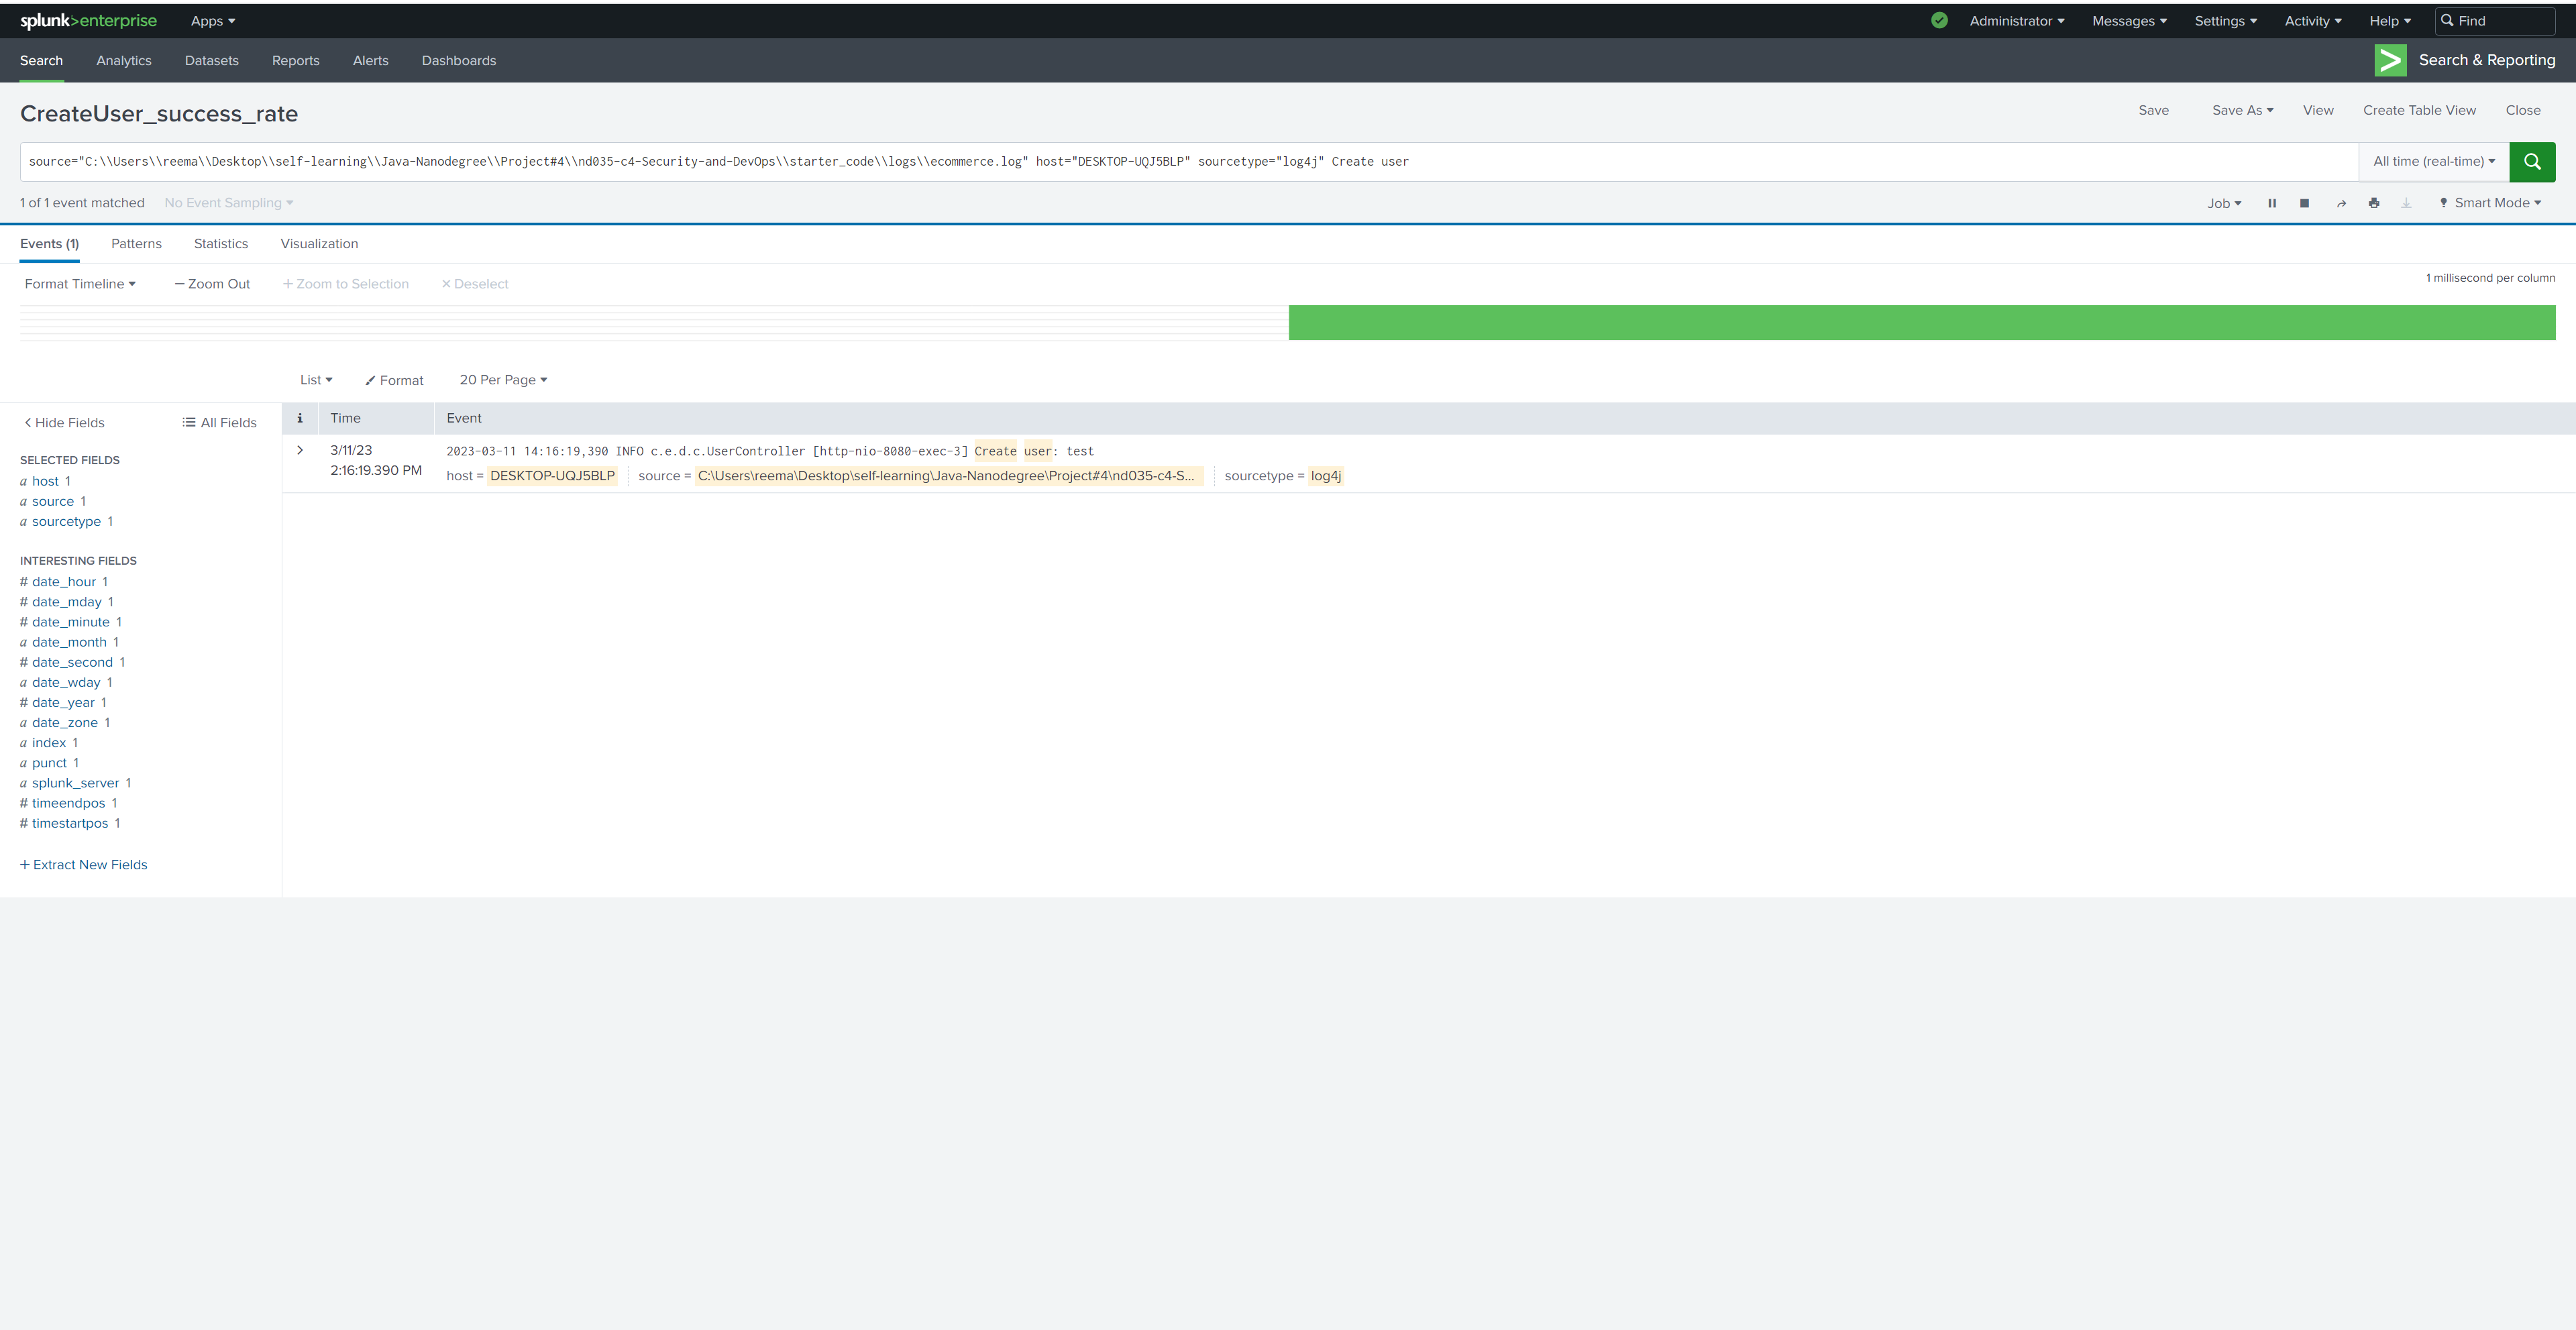 splunk>enterprise Apps Administrator Messages Settings Activity Help Find
Search Analytics Datasets Reports Alerts Dashboards Search & Reporting
CreateUser_success_rate Save Save As View Create Table View Close
source="C:\\Users\\reema\\Desktop\\self-learning\\Java-Nanodegree\\Project#4\\nd035-c4-Security-and-DevOps\\starter_code\\logs\\ecommerce.log" host="DESKTOP-UQJ5BLP" sourcetype="log4j" Create user All time (real-time)
1 of 1 event matched No Event Sampling Job Smart Mode
Events (1) Patterns Statistics Visualization
Format Timeline — Zoom Out + Zoom to Selection × Deselect 1 millisecond per column
List Format 20 Per Page
< Hide Fields All Fields
i Time Event
SELECTED FIELDS
a host 1
a source 1
a sourcetype 1
INTERESTING FIELDS
# date_hour 1
# date_mday 1
# date_minute 1
a date_month 1
# date_second 1
a date_wday 1
# date_year 1
a date_zone 1
a index 1
a punct 1
a splunk_server 1
# timeendpos 1
# timestartpos 1
+ Extract New Fields
> 3/11/23 2023-03-11 14:16:19,390 INFO c.e.d.c.UserController [http-nio-8080-exec-3] Create user: test
2:16:19.390 PM host = DESKTOP-UQJ5BLP source = C:\Users\reema\Desktop\self-learning\Java-Nanodegree\Project#4\nd035-c4-S... sourcetype = log4j